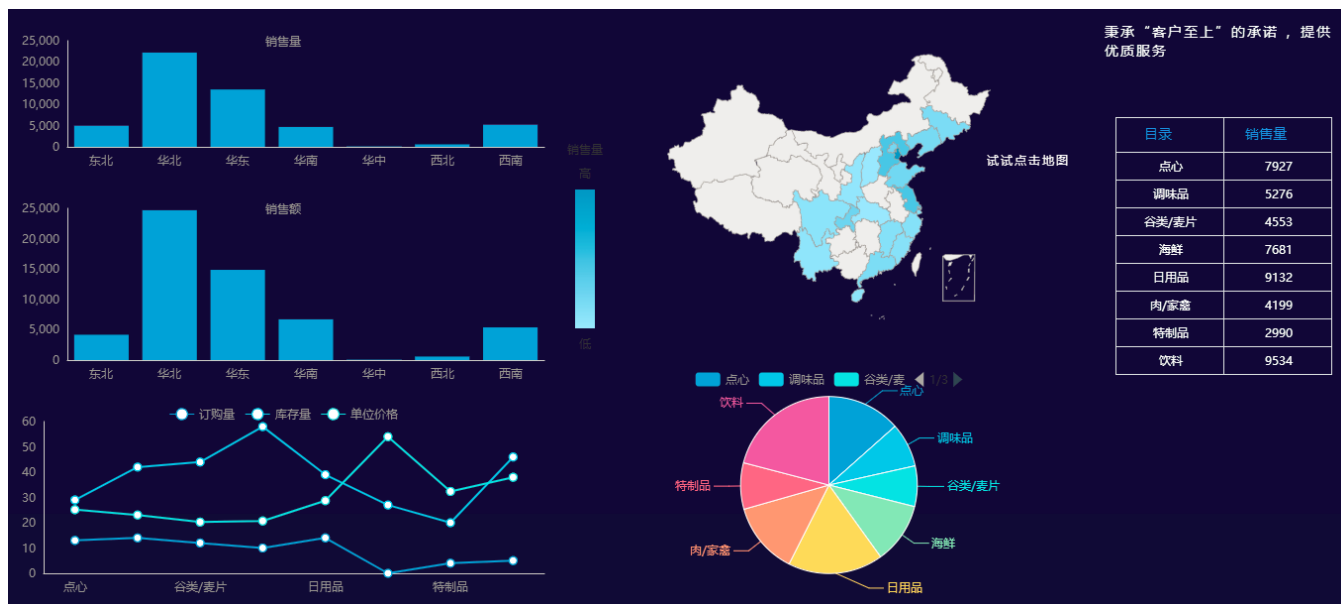 销售量
25,000
20,000
15,000
10,000
5,000
0
东北 华北 华东 华南 华中 西北 西南
销售额
25,000
20,000
15,000
10,000
5,000
0
东北 华北 华东 华南 华中 西北 西南
销售量
高
低
订购量 库存量 单位价格
60
50
40
30
20
10
0
点心 谷类/麦片 日用品 特制品
试试点击地图
点心 调味品 谷类/麦 1/3
点心
调味品
谷类/麦片
海鲜
日用品
肉/家禽
特制品
饮料
秉承“客户至上”的承诺，提供
优质服务
目录 销售量
点心 7927
调味品 5276
谷类/麦片 4553
海鲜 7681
日用品 9132
肉/家禽 4199
特制品 2990
饮料 9534